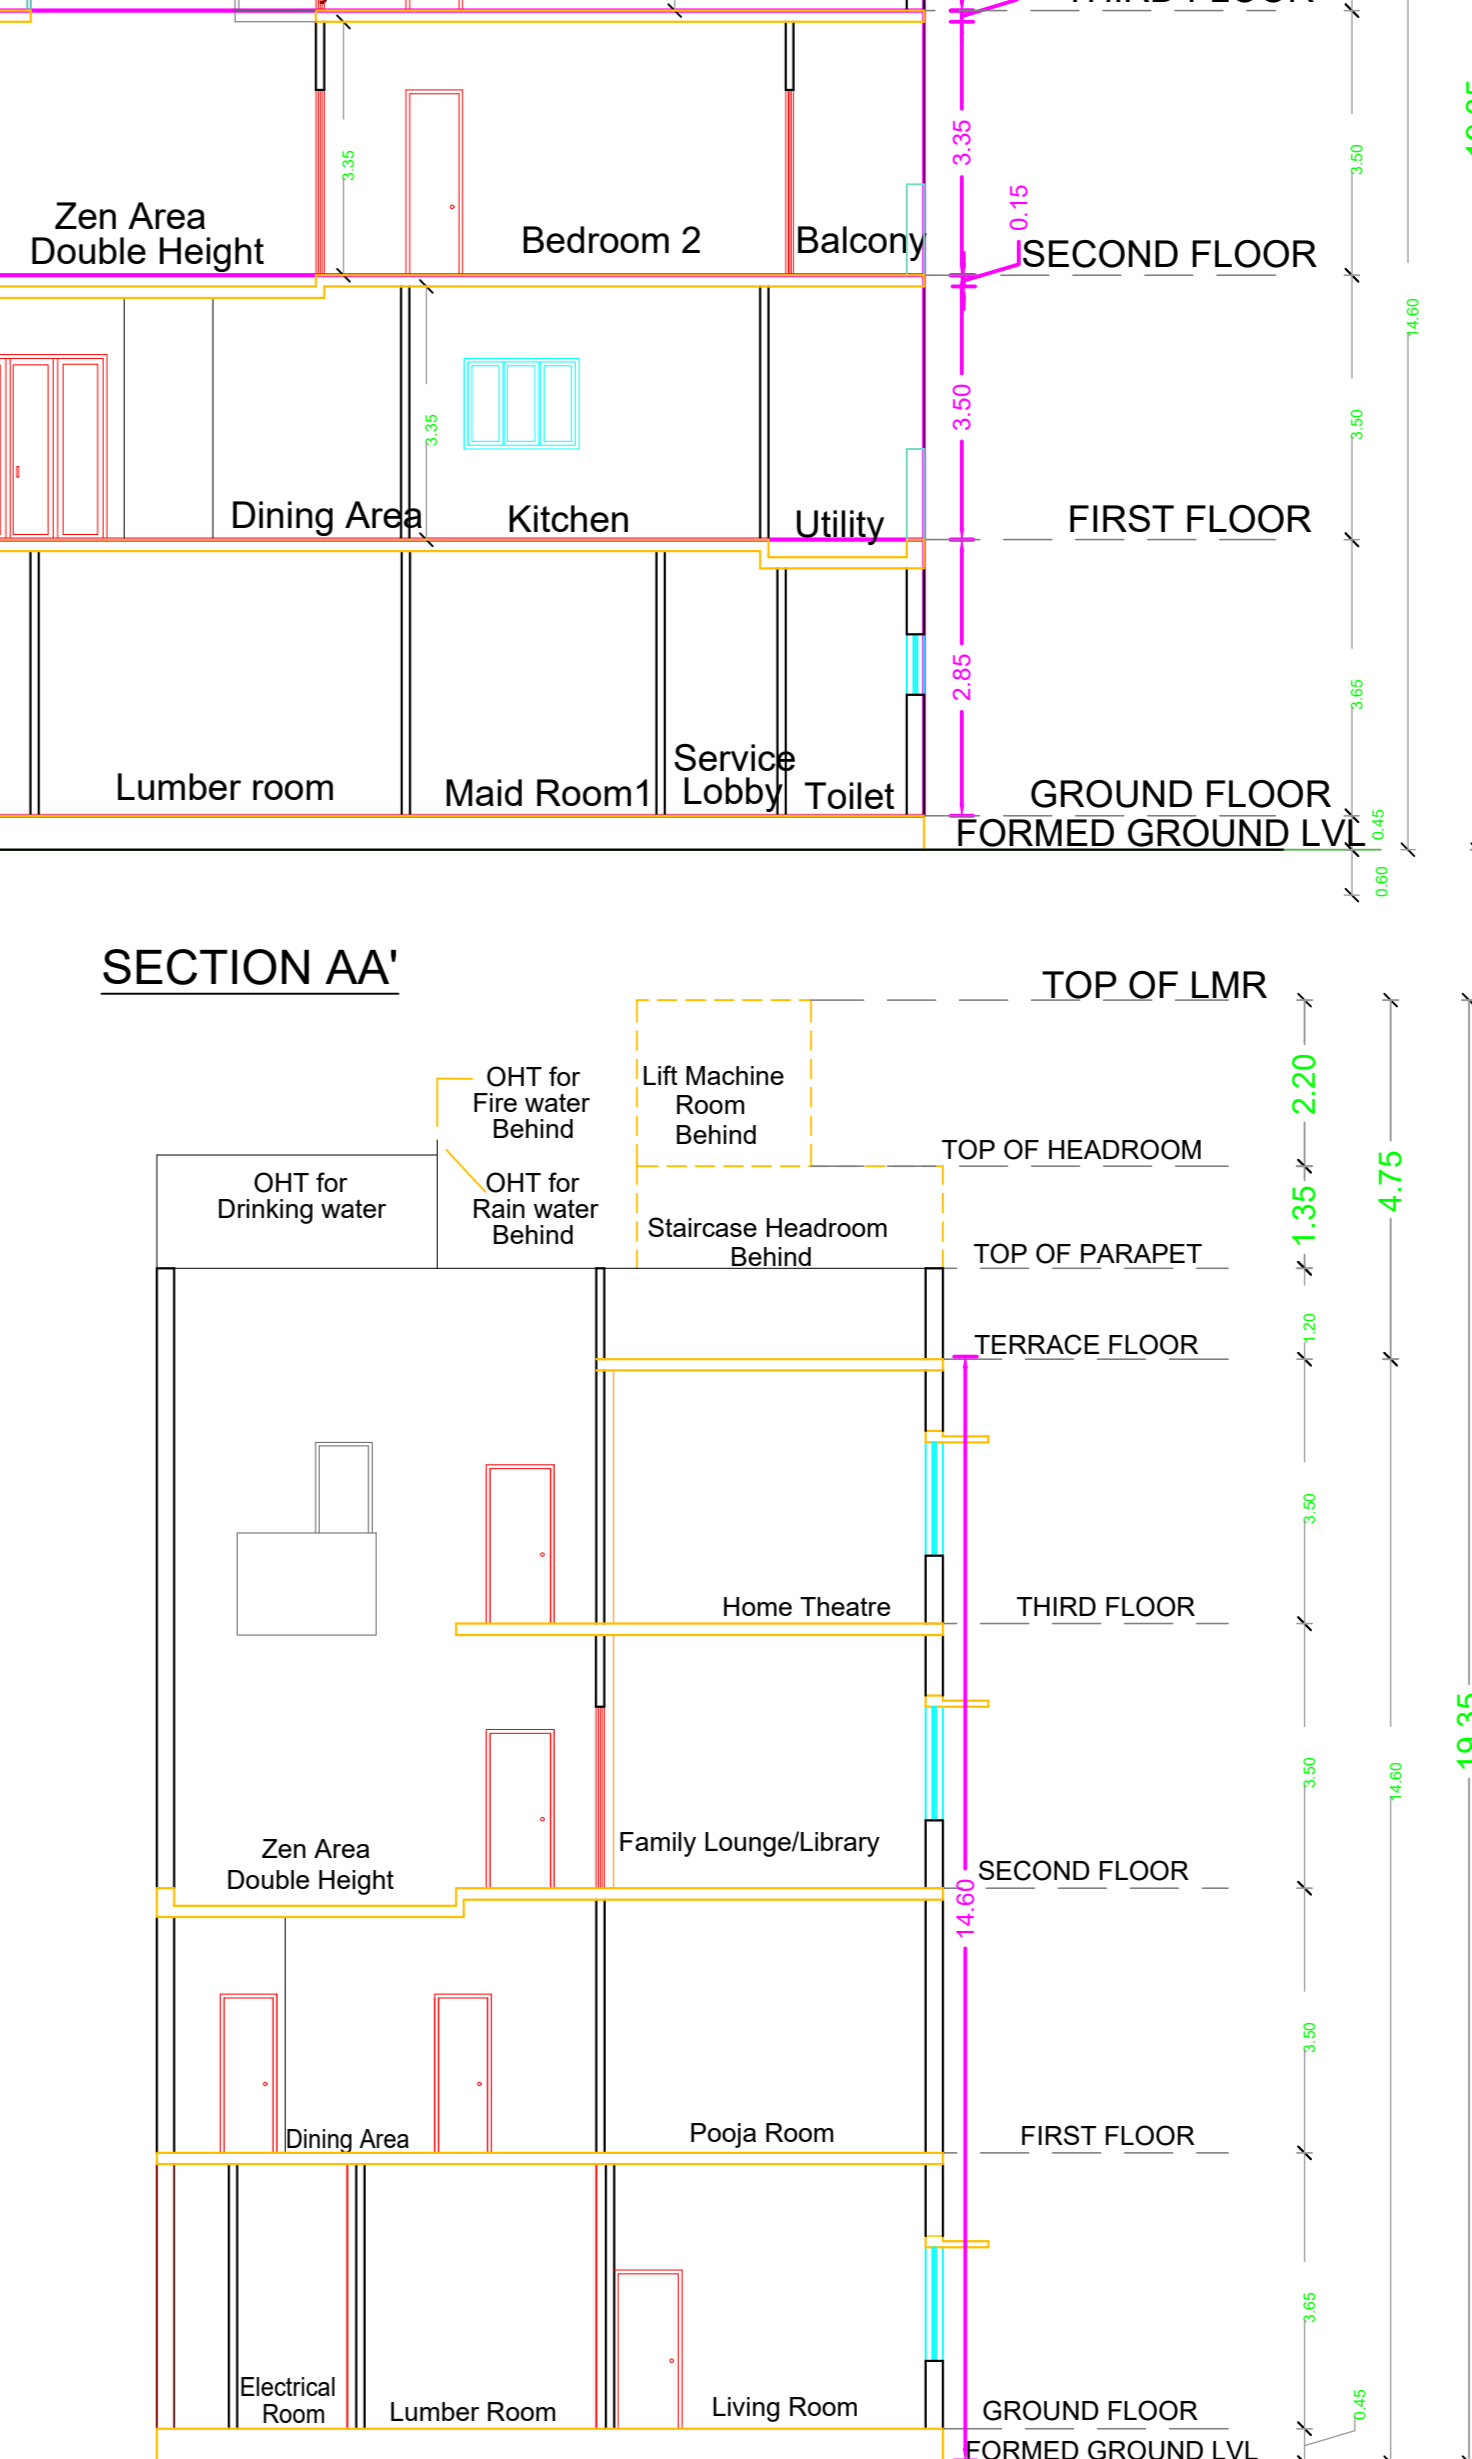 THIRD FLOOR
3.35
3.35
0.15
3.50
Zen Area
Double Height
Bedroom 2
Balcony
SECOND FLOOR
14.60
3.35
3.50
3.50
Dining Area
Kitchen
Utility
FIRST FLOOR
2.85
3.65
Lumber room
Maid Room1
Service
Lobby
Toilet
GROUND FLOOR
FORMED GROUND LVL
0.45
0.60
SECTION AA'
TOP OF LMR
OHT for
Fire water
Behind
Lift Machine
Room
Behind
2.20
TOP OF HEADROOM
4.75
OHT for
Drinking water
OHT for
Rain water
Behind
Staircase Headroom
Behind
1.35
TOP OF PARAPET
1.20
TERRACE FLOOR
3.50
Home Theatre
THIRD FLOOR
19.35
3.50
14.60
Zen Area
Double Height
Family Lounge/Library
SECOND FLOOR
14.60
3.50
Dining Area
Pooja Room
FIRST FLOOR
3.65
Electrical
Room
Lumber Room
Living Room
GROUND FLOOR
0.45
FORMED GROUND LVL